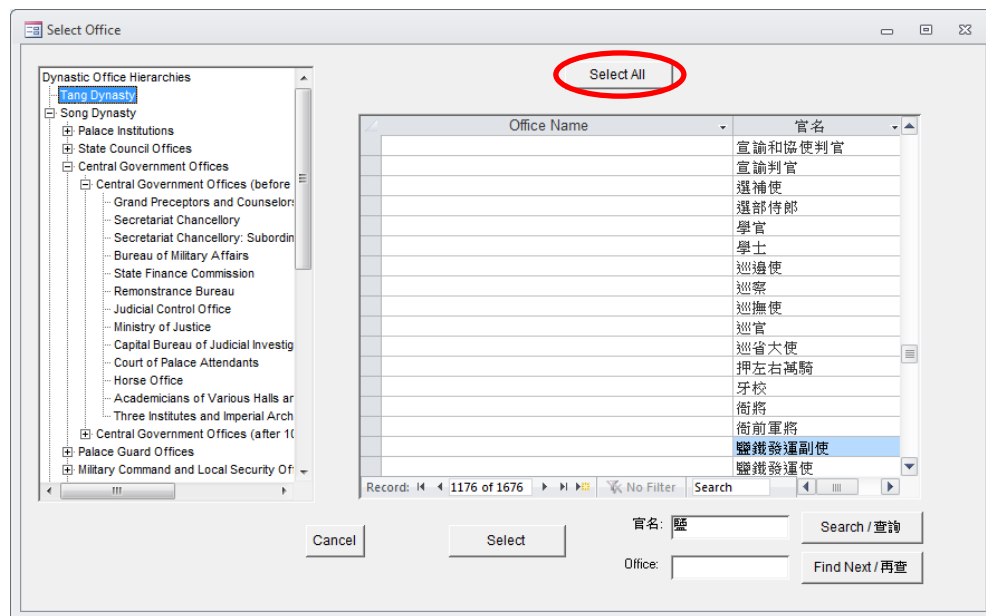 Select Office
Dynastic Office Hierarchies
Tang Dynasty
Song Dynasty
Palace Institutions
State Council Offices
Central Government Offices
Central Government Offices (before
Grand Preceptors and Counselors
Secretariat Chancellory
Secretariat Chancellory: Subordin
Bureau of Military Affairs
State Finance Commission
Remonstrance Bureau
Judicial Control Office
Ministry of Justice
Capital Bureau of Judicial Investig
Court of Palace Attendants
Horse Office
Academicians of Various Halls ar
Three Institutes and Imperial Arch
Central Government Offices (after 10
Palace Guard Offices
Military Command and Local Security Of
Select All
Office Name 官名
宣諭和協使判官
宣諭判官
選補使
選部侍郎
學官
學士
巡邊使
巡察
巡撫使
巡官
巡省大使
押左右萬騎
牙校
衙將
衙前軍將
鹽鐵發運副使
鹽鐵發運使
Record: 1176 of 1676 No Filter Search
Cancel
Select
官名: 鹽
Search / 查詢
Office:
Find Next / 再查